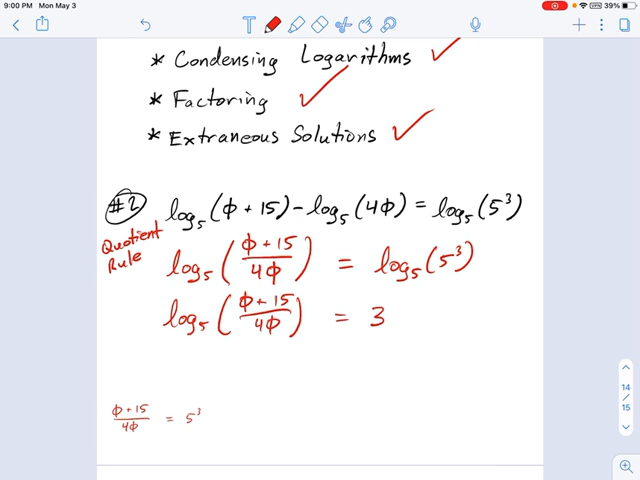 9:00 PM Mon May 3
VPN 39%
* Condensing Logarithms ✓
* Factoring ✓
* Extraneous Solutions ✓
#2 log₅(ϕ + 15) – log₅(4ϕ) = log₅(5³)
Quotient Rule
log₅((ϕ + 15)/(4ϕ)) = log₅(5³)
log₅((ϕ + 15)/(4ϕ)) = 3
(ϕ + 15)/(4ϕ) = 5³
14
/
15